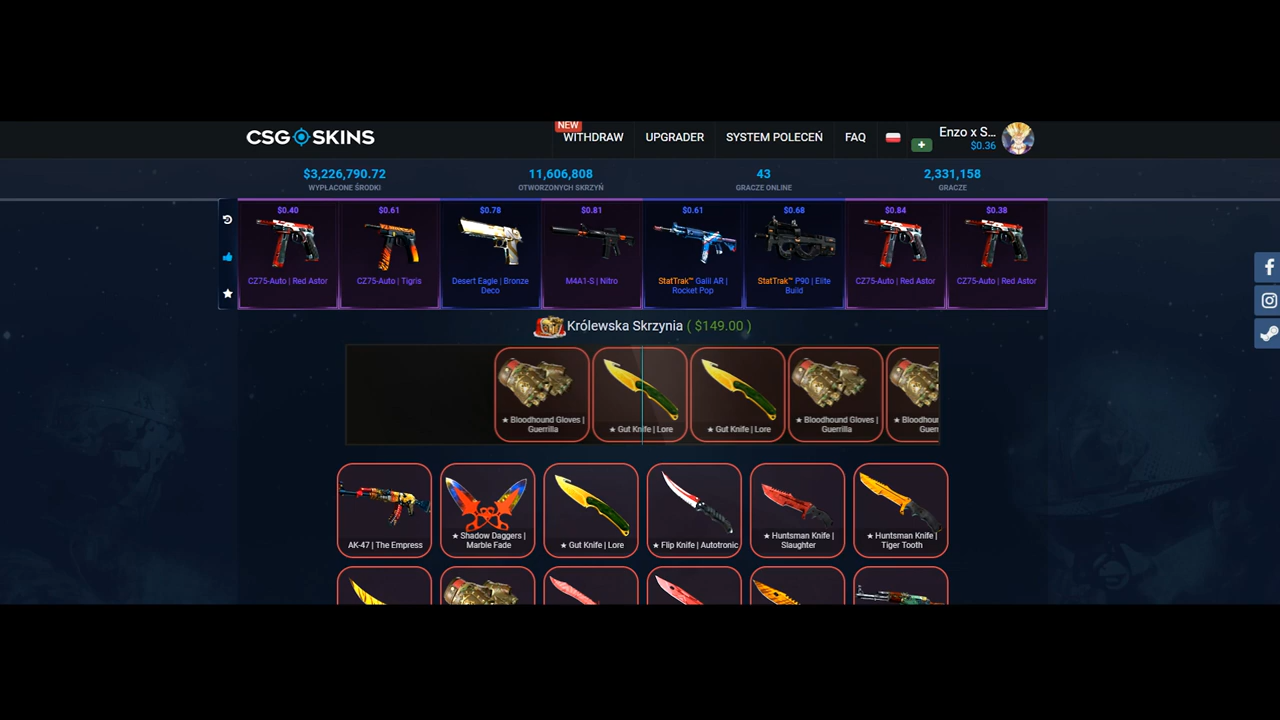 CSG SKINS
NEW
WITHDRAW
UPGRADER
SYSTEM POLECEŃ
FAQ
Enzo x S...
$0.36
$3,226,790.72
WYPŁACONE ŚRODKI
11,606,808
OTWORZONYCH SKRZYŃ
43
GRACZE ONLINE
2,331,158
GRACZE
$0.40
CZ75-Auto | Red Astor
$0.61
CZ75-Auto | Tigris
$0.78
Desert Eagle | Bronze
Deco
$0.81
M4A1-S | Nitro
$0.61
StatTrak™ Galil AR |
Rocket Pop
$0.68
StatTrak™ P90 | Elite
Build
$0.84
CZ75-Auto | Red Astor
$0.38
CZ75-Auto | Red Astor
Królewska Skrzynia ( $149.00 )
★ Bloodhound Gloves |
Guerrilla
★ Gut Knife | Lore
★ Gut Knife | Lore
★ Bloodhound Gloves |
Guerrilla
★ Bloodhoun
Guerr
AK-47 | The Empress
★ Shadow Daggers |
Marble Fade
★ Gut Knife | Lore
★ Flip Knife | Autotronic
★ Huntsman Knife |
Slaughter
★ Huntsman Knife |
Tiger Tooth